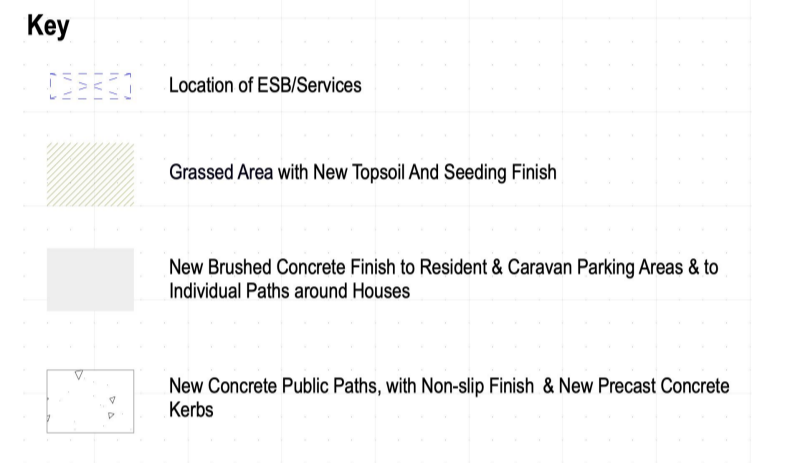 Key
Location of ESB/Services
Grassed Area with New Topsoil And Seeding Finish
New Brushed Concrete Finish to Resident & Caravan Parking Areas & to
Individual Paths around Houses
New Concrete Public Paths, with Non-slip Finish & New Precast Concrete
Kerbs